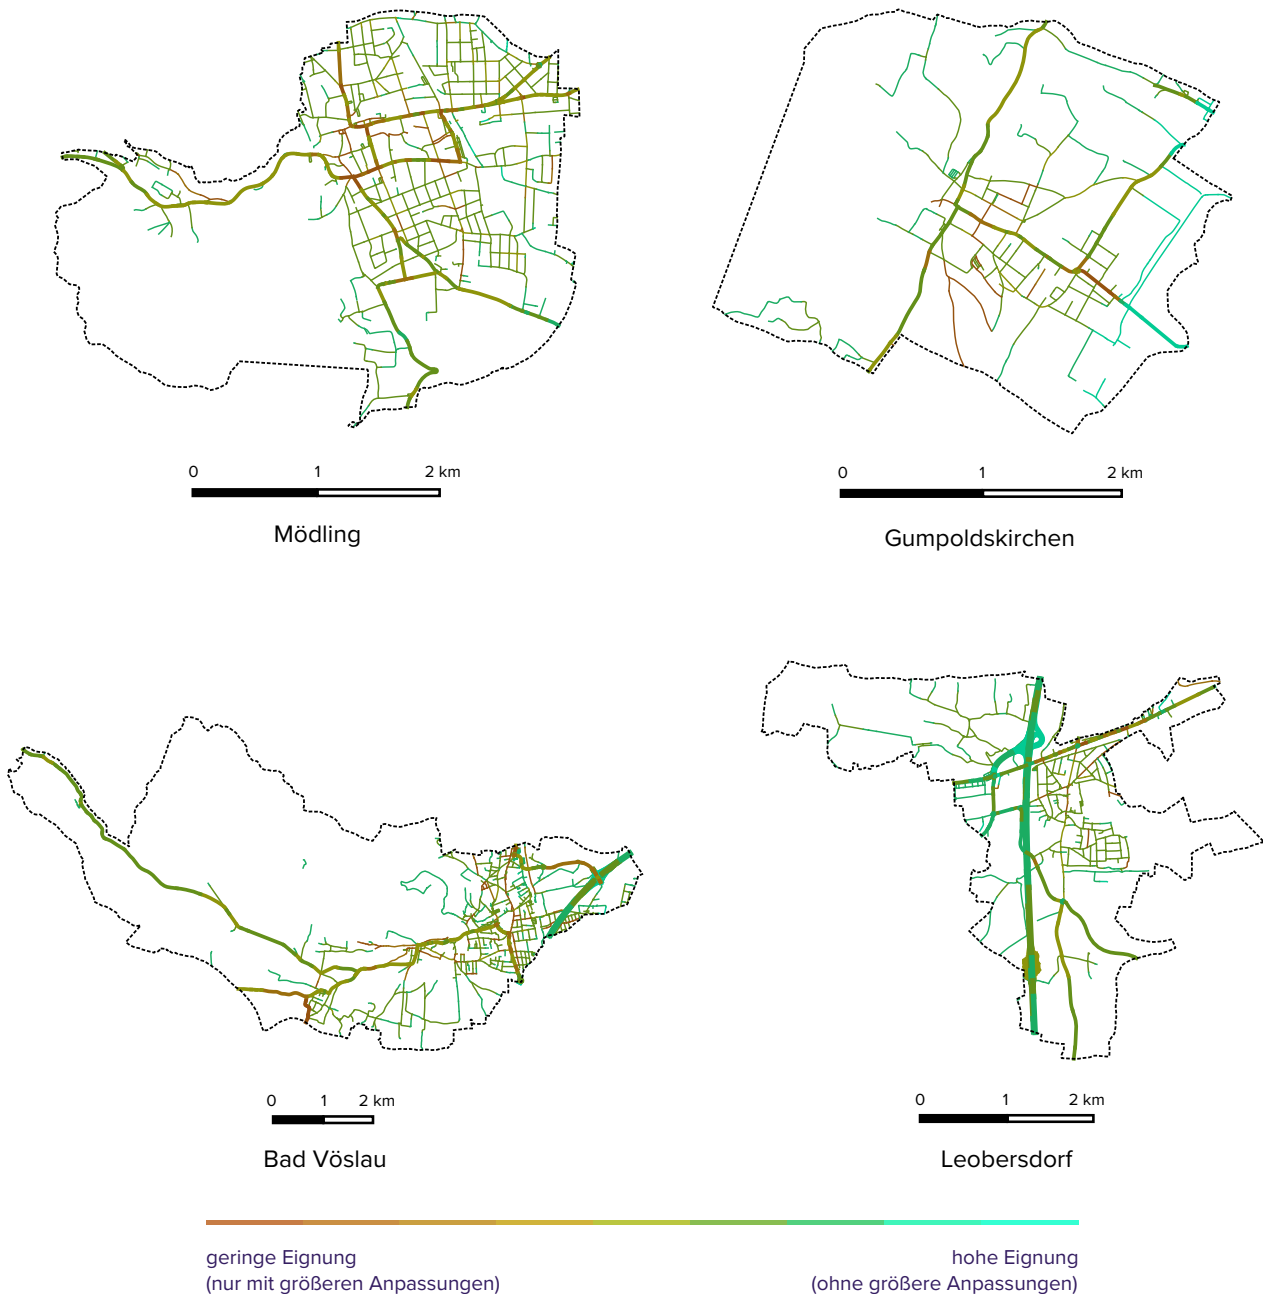 0 1 2 km
Mödling
0 1 2 km
Gumpoldskirchen
0 1 2 km
Bad Vöslau
0 1 2 km
Leobersdorf
geringe Eignung
(nur mit größeren Anpassungen)
hohe Eignung
(ohne größere Anpassungen)